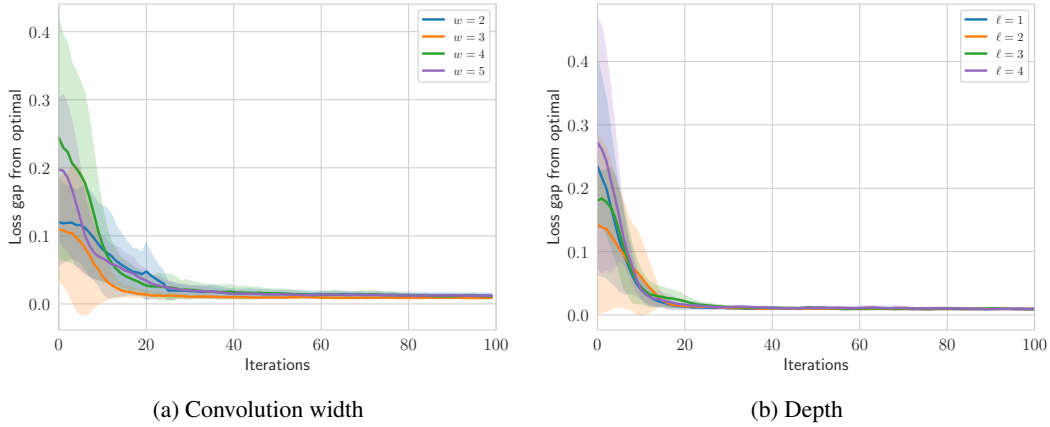 Loss gap from optimal
0.4
0.3
0.2
0.1
0.0
0 20 40 60 80 100
Iterations
w = 2
w = 3
w = 4
w = 5
(a) Convolution width
Loss gap from optimal
0.4
0.3
0.2
0.1
0.0
0 20 40 60 80 100
Iterations
ℓ = 1
ℓ = 2
ℓ = 3
ℓ = 4
(b) Depth